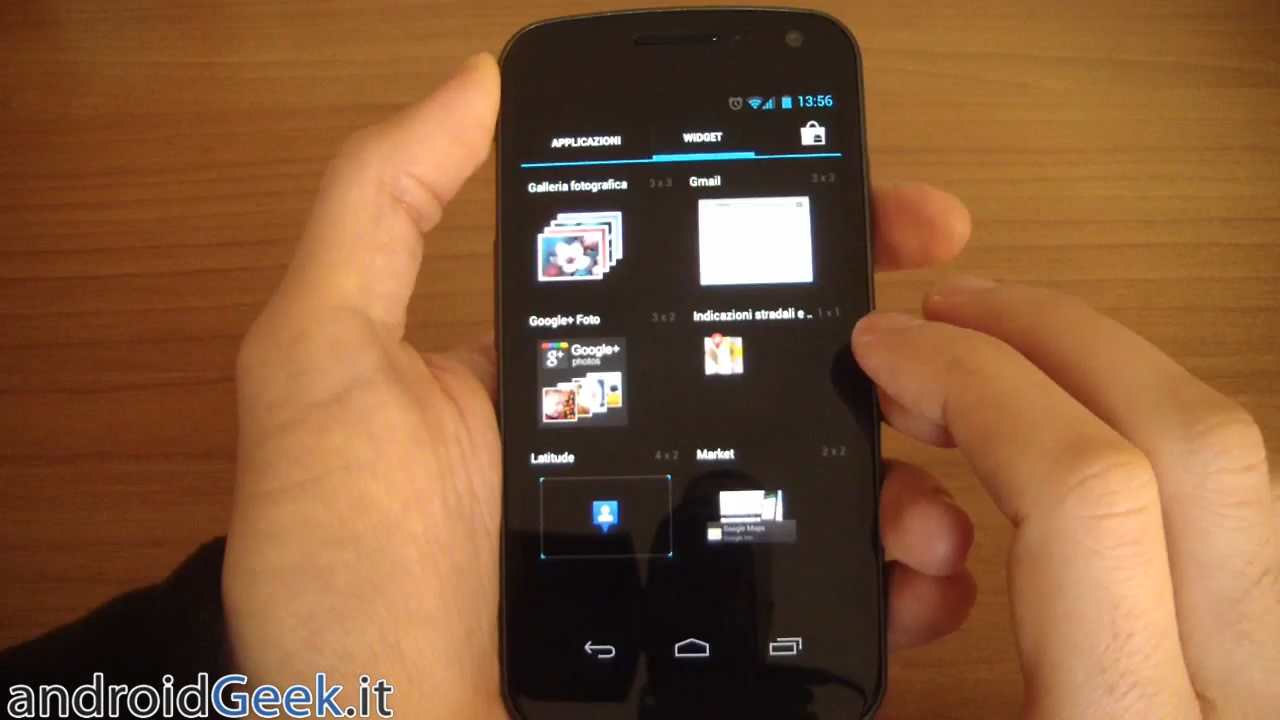 13:56
APPLICAZIONI WIDGET
Galleria fotografica 3 x 3 Gmail 3 x 3
Google+ Foto 3 x 2 Indicazioni stradali e .. 1 x 1
g+ Google+
photos
Latitude 4 x 2 Market 2 x 2
Google Maps
androidGeek.it